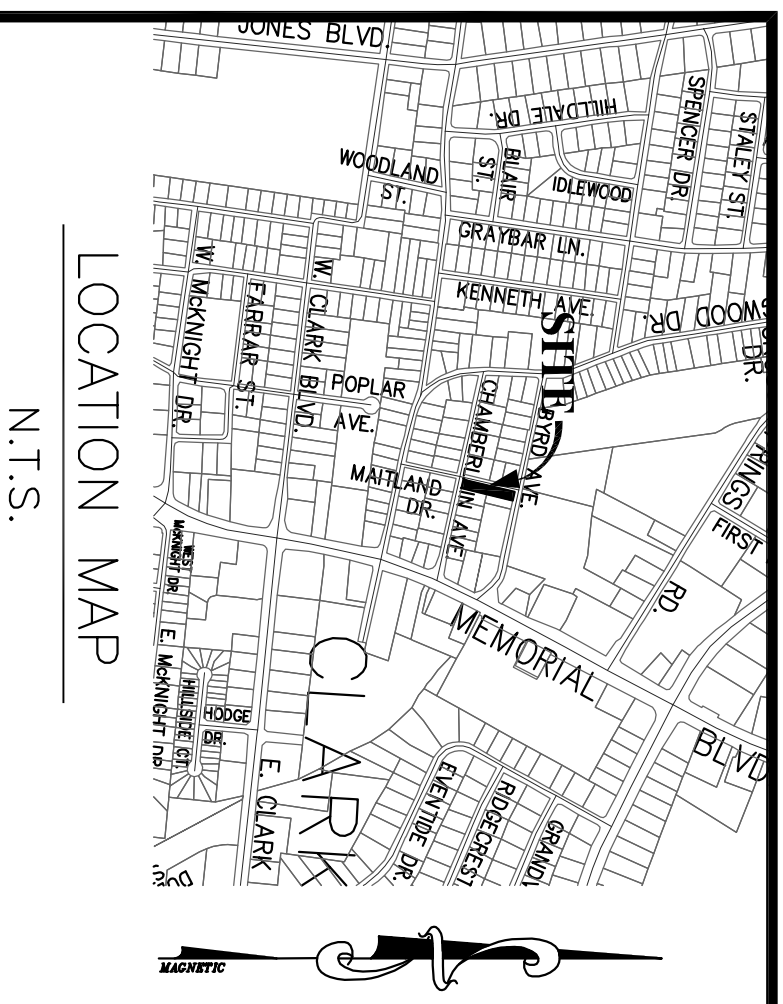 JONES BLVD.
HILLDALE DR.
SPENCER DR.
STALEY ST.
WOODLAND
ST.
BLAIR
ST.
IDLEWOOD
GRAYBAR LN.
KENNETH AVE.
WOOD DR.
DR.
SITE
W. McKNIGHT DR.
FARRAR ST.
W. CLARK BLVD.
POPLAR
AVE.
CHAMBERLIN AVE
BYRD AVE.
MAITLAND
DR.
FIRST
RD.
MEMORIAL
BLVD
WEST
McKNIGHT DR
E. McKNIGHT DR
HILLSIDE CT.
HODGE
DR.
E. CLARK
CLARK
EVENTIDE DR.
RIDGECREST
LOCATION MAP
N.T.S.
N
MAGNETIC